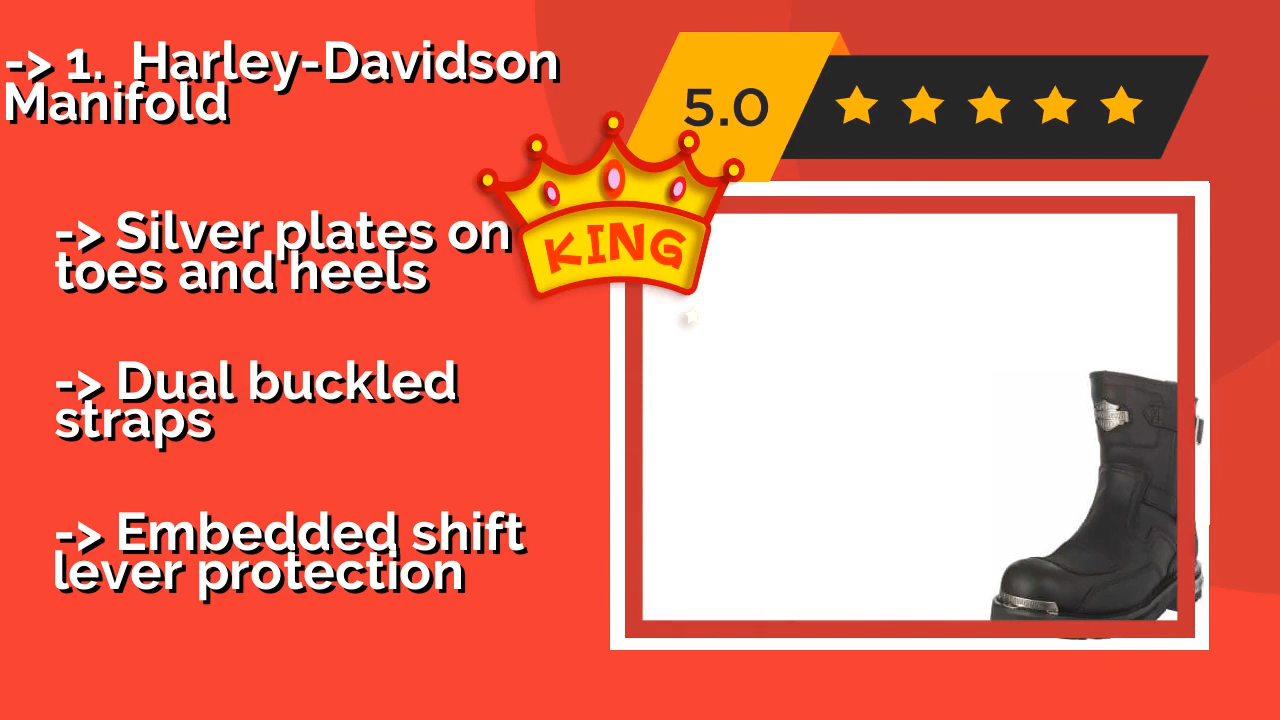 -> 1.  Harley-Davidson
Manifold
5.0
KING
-> Silver plates on
toes and heels
-> Dual buckled
straps
-> Embedded shift
lever protection